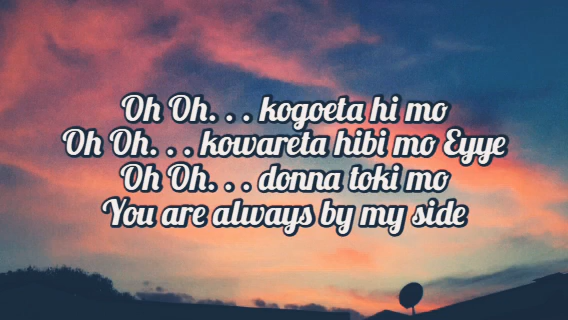 Oh Oh. . . kogoeta hi mo
Oh Oh. . . kowareta hibi mo Eyye
Oh Oh. . . donna toki mo
You are always by my side